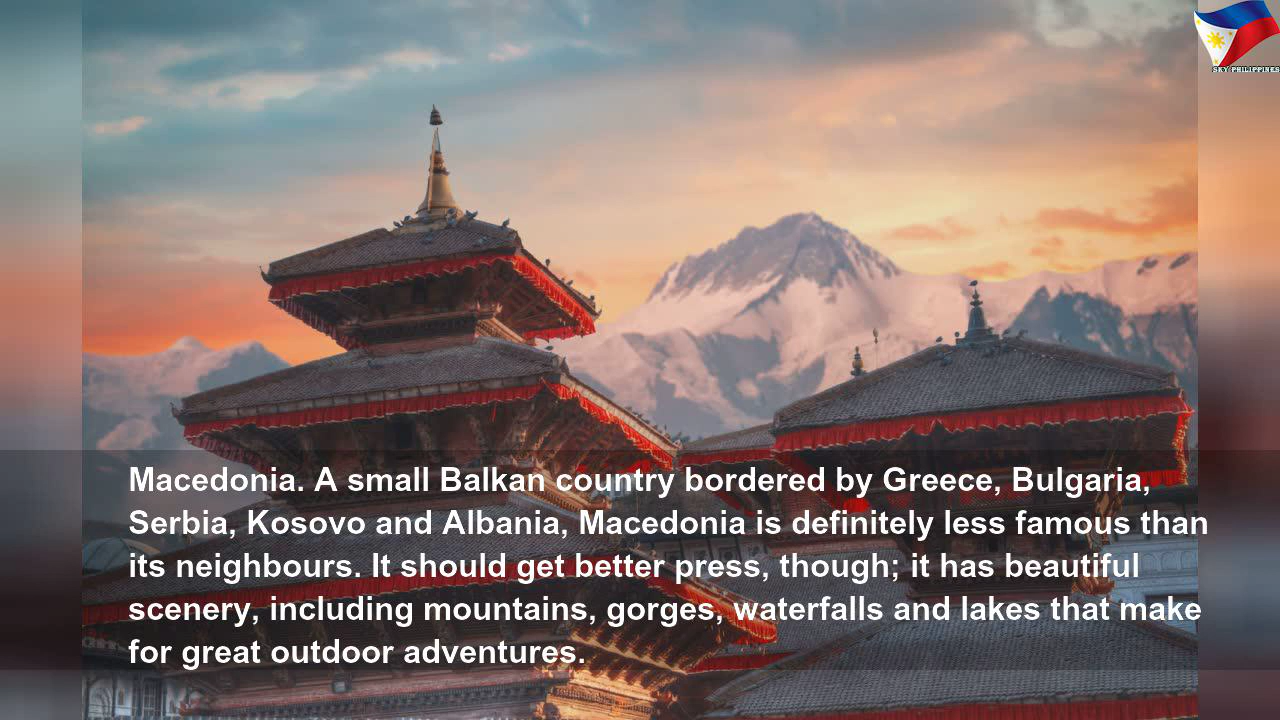 SKY PHILIPPINES
Macedonia. A small Balkan country bordered by Greece, Bulgaria,
Serbia, Kosovo and Albania, Macedonia is definitely less famous than
its neighbours. It should get better press, though; it has beautiful
scenery, including mountains, gorges, waterfalls and lakes that make
for great outdoor adventures.